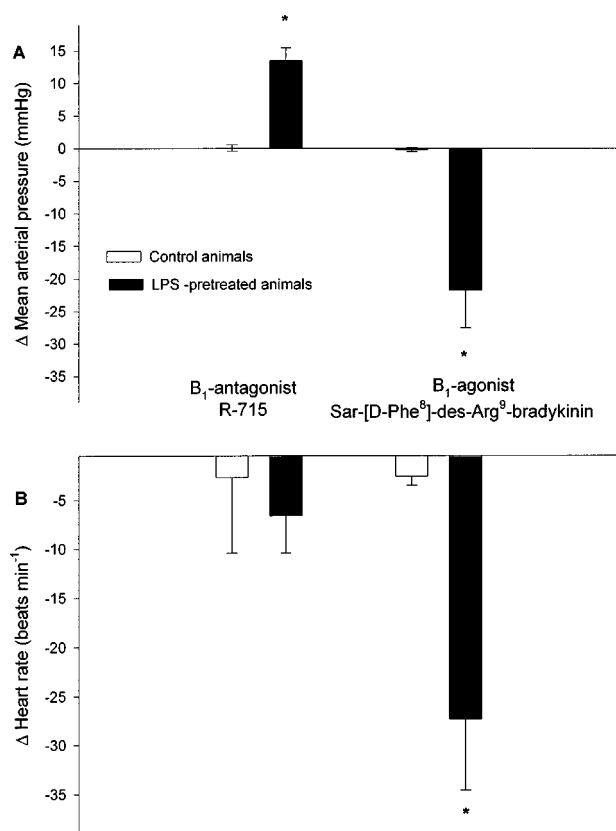 *
A
15
10
5
0
-5
-10
-15
-20
-25
-30
-35
Δ Mean arterial pressure (mmHg)
Control animals
LPS -pretreated animals
*
B₁-antagonist
R-715
B₁-agonist
Sar-[D-Phe⁸]-des-Arg⁹-bradykinin
B
-5
-10
-15
-20
-25
-30
-35
Δ Heart rate (beats min⁻¹)
*